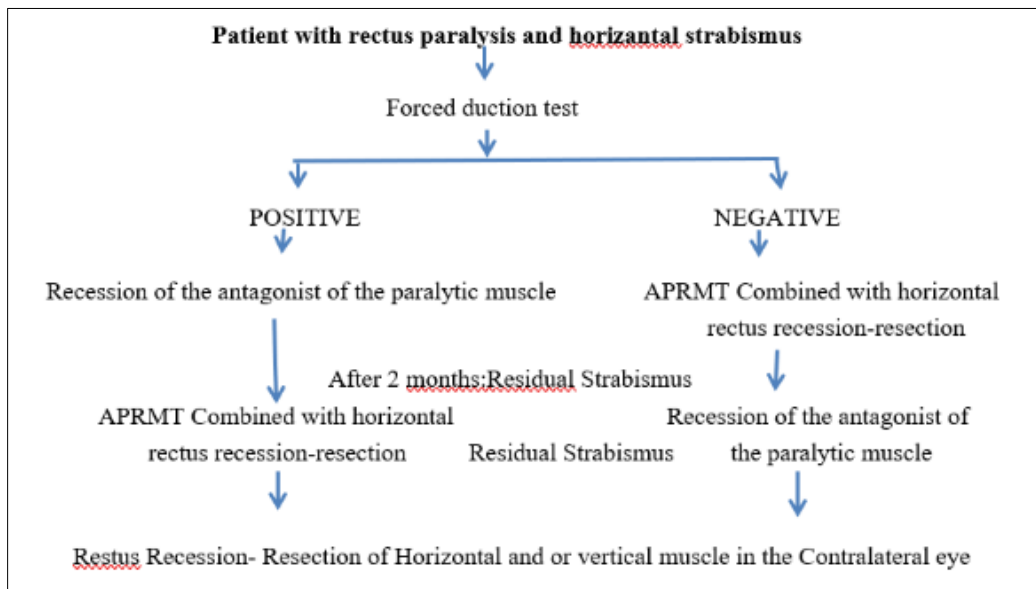 Patient with rectus paralysis and horizantal strabismus
Forced duction test
POSITIVE
NEGATIVE
Recession of the antagonist of the paralytic muscle
APRMT Combined with horizontal
rectus recession-resection
After 2 months:Residual Strabismus
APRMT Combined with horizontal
rectus recession-resection
Residual Strabismus
Recession of the antagonist of
the paralytic muscle
Restus Recession- Resection of Horizontal and or vertical muscle in the Contralateral eye